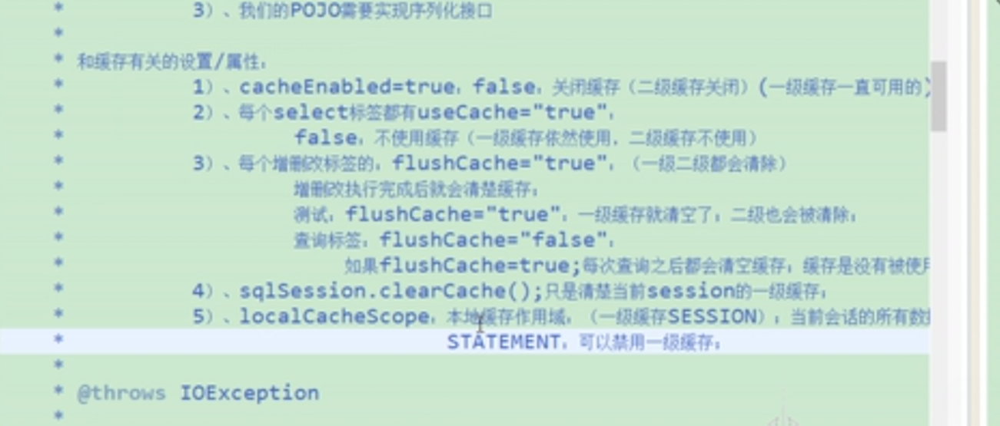 * 3）、我们的POJO需要实现序列化接口
*
* 和缓存有关的设置/属性：
* 1）、cacheEnabled=true：false：关闭缓存（二级缓存关闭）(一级缓存一直可用的)
* 2）、每个select标签都有useCache="true"：
* false：不使用缓存（一级缓存依然使用，二级缓存不使用）
* 3）、每个增删改标签的：flushCache="true"：（一级二级都会清除）
* 增删改执行完成后就会清楚缓存；
* 测试：flushCache="true"：一级缓存就清空了；二级也会被清除；
* 查询标签：flushCache="false"：
* 如果flushCache=true;每次查询之后都会清空缓存；缓存是没有被使用
* 4）、sqlSession.clearCache();只是清楚当前session的一级缓存；
* 5）、localCacheScope：本地缓存作用域：（一级缓存SESSION）；当前会话的所有数据
* STATEMENT：可以禁用一级缓存；
*
* @throws IOException
*